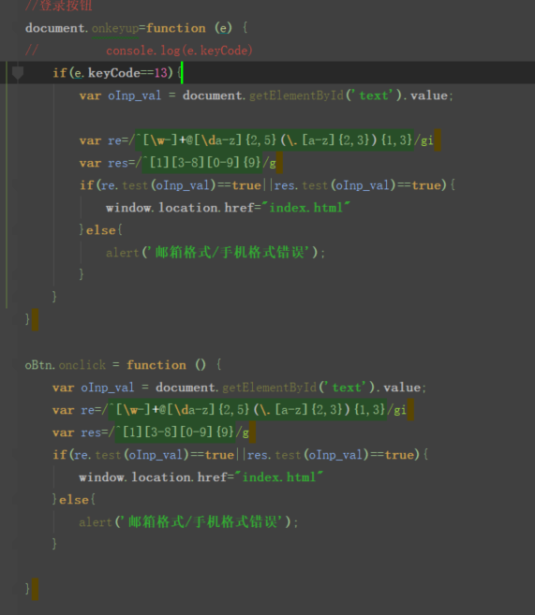 //登录按钮
document.onkeyup=function (e) {
// console.log(e.keyCode)
if(e.keyCode==13){
var oInp_val = document.getElementById('text').value;
var re=/^[\w-]+@[\da-z]{2,5}(\.[a-z]{2,3}){1,3}/gi
var res=/^[1][3-8][0-9]{9}/g
if(re.test(oInp_val)==true||res.test(oInp_val)==true){
window.location.href="index.html"
}else{
alert('邮箱格式/手机格式错误');
}
}
}
oBtn.onclick = function () {
var oInp_val = document.getElementById('text').value;
var re=/^[\w-]+@[\da-z]{2,5}(\.[a-z]{2,3}){1,3}/gi
var res=/^[1][3-8][0-9]{9}/g
if(re.test(oInp_val)==true||res.test(oInp_val)==true){
window.location.href="index.html"
}else{
alert('邮箱格式/手机格式错误');
}
}